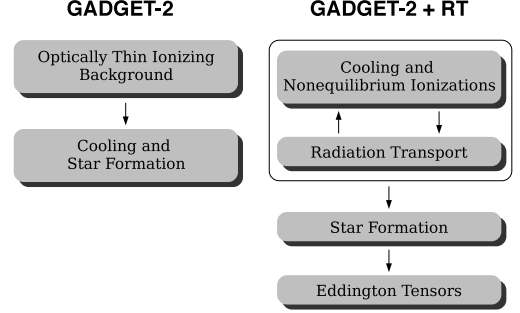 GADGET-2
Optically Thin Ionizing
Background
Cooling and
Star Formation
GADGET-2 + RT
Cooling and
Nonequilibrium Ionizations
Radiation Transport
Star Formation
Eddington Tensors